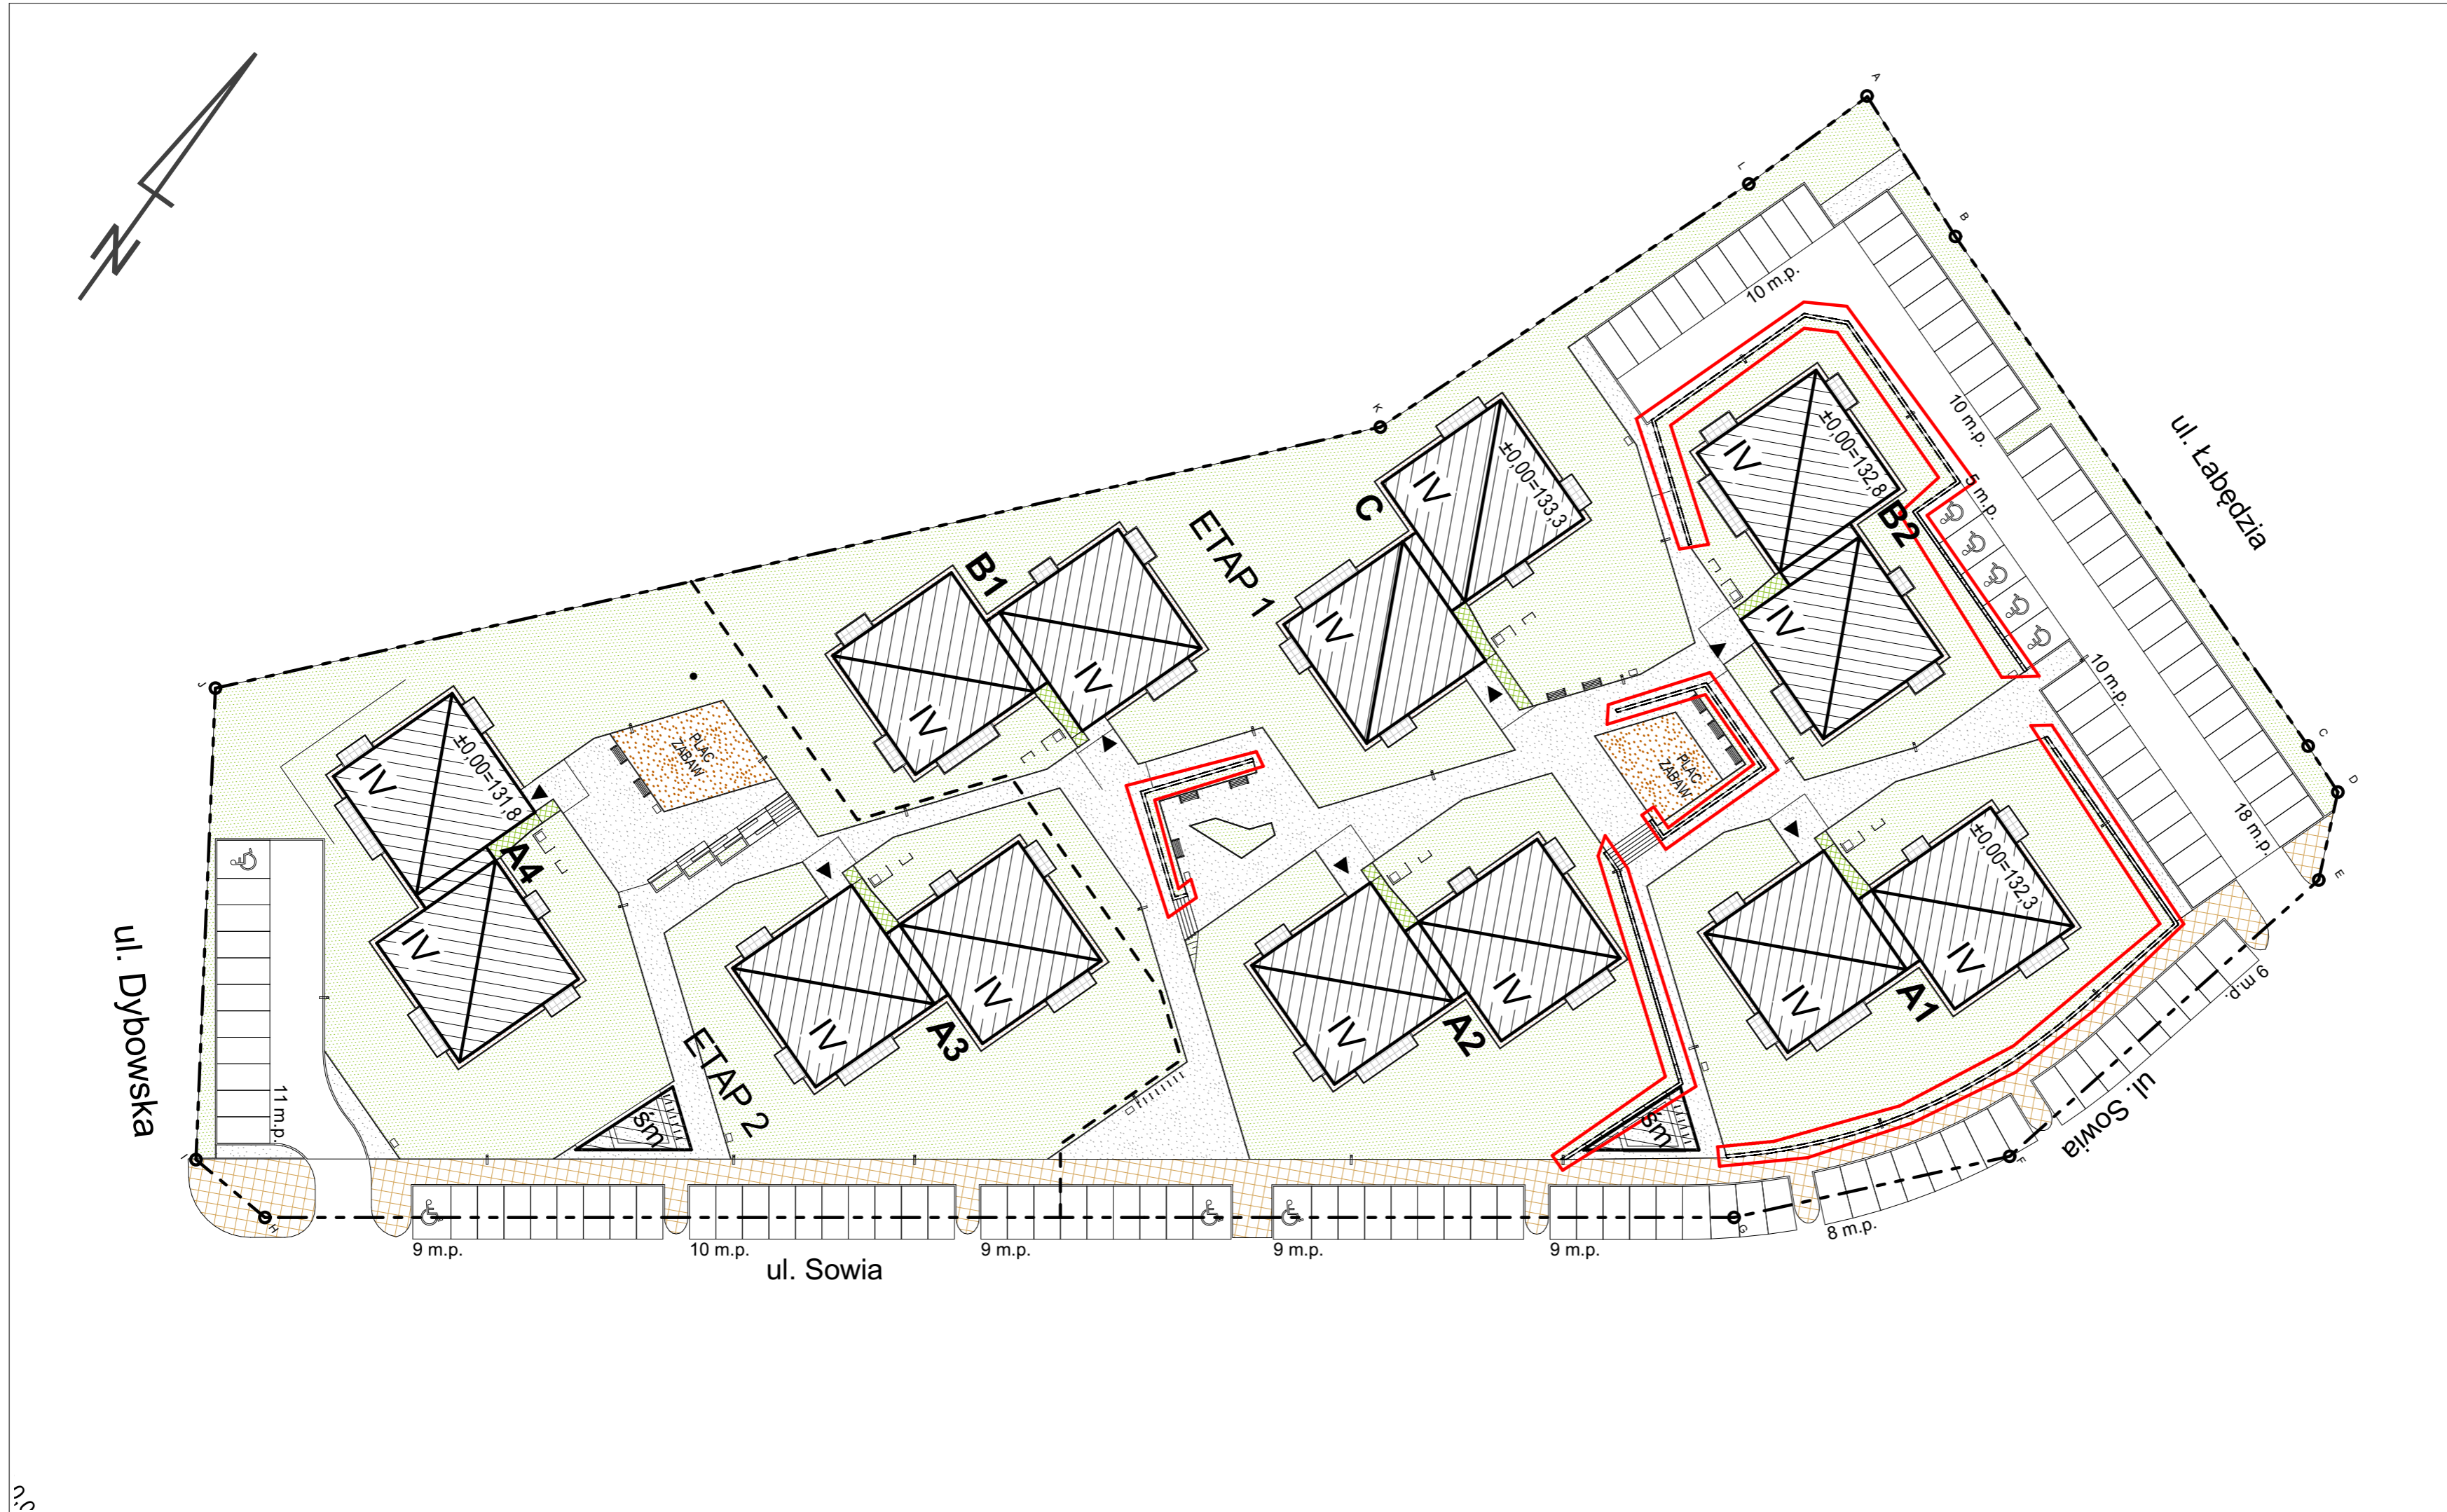 A
L
B
N
10 m.p.
10 m.p.
ul. Łabędzia
K
±0,00=132,8
IV
5 m.p.
B2
IV
C
IV
±0,00=133,3
IV
ETAP 1
B1
IV
IV
J
10 m.p.
C
D
18 m.p.
E
PLAC
ZABAW
PLAC
ZABAW
±0,00=131,8
IV
A4
IV
±0,00=132,3
IV
IV
A1
IV
IV
A2
IV
IV
A3
ETAP 2
ul. Dybowska
11 m.p.
śm
śm
9 m.p.
ul. Sowia
F
I
H
G
8 m.p.
9 m.p.
10 m.p.
9 m.p.
9 m.p.
9 m.p.
ul. Sowia